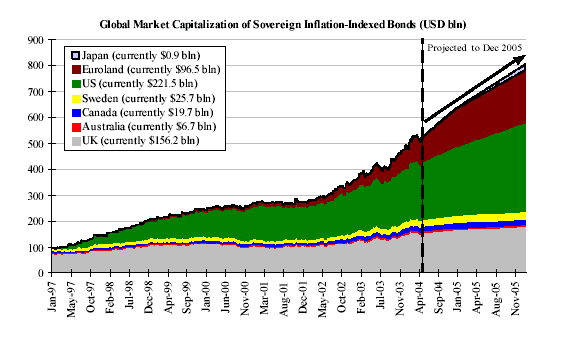 Global Market Capitalization of Sovereign Inflation-Indexed Bonds (USD bln)
900
800
700
600
500
400
300
200
100
0
Projected to Dec 2005
Japan (currently $0.9 bln)
Euroland (currently $96.5 bln)
US (currently $221.5 bln)
Sweden (currently $25.7 bln)
Canada (currently $19.7 bln)
Australia (currently $6.7 bln)
UK (currently $156.2 bln)
Jan-97
May-97
Oct-97
Feb-98
Jul-98
Dec-98
Apr-99
Sep-99
Jan-00
Jun-00
Nov-00
Mar-01
Aug-01
Dec-01
May-02
Oct-02
Feb-03
Jul-03
Nov-03
Apr-04
Sep-04
Jan-05
Apr-05
Aug-05
Nov-05